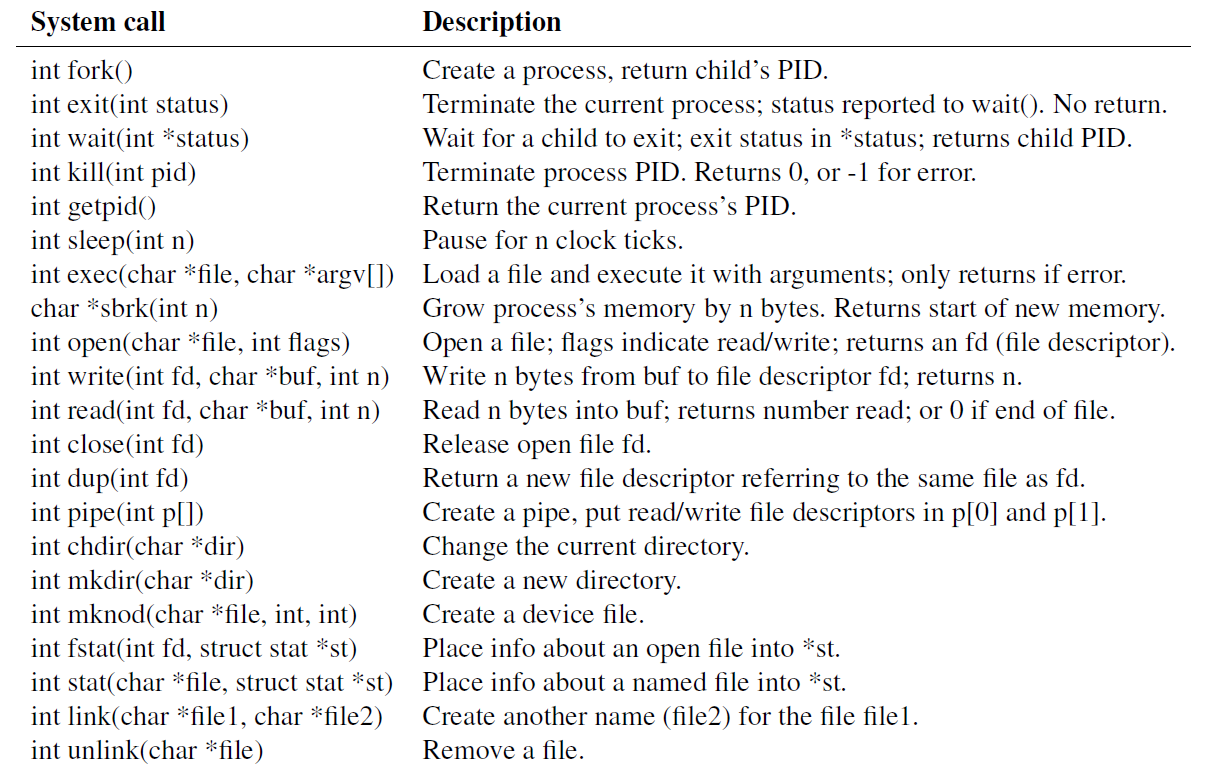 System call Description
int fork() Create a process, return child’s PID.
int exit(int status) Terminate the current process; status reported to wait(). No return.
int wait(int *status) Wait for a child to exit; exit status in *status; returns child PID.
int kill(int pid) Terminate process PID. Returns 0, or -1 for error.
int getpid() Return the current process’s PID.
int sleep(int n) Pause for n clock ticks.
int exec(char *file, char *argv[]) Load a file and execute it with arguments; only returns if error.
char *sbrk(int n) Grow process’s memory by n bytes. Returns start of new memory.
int open(char *file, int flags) Open a file; flags indicate read/write; returns an fd (file descriptor).
int write(int fd, char *buf, int n) Write n bytes from buf to file descriptor fd; returns n.
int read(int fd, char *buf, int n) Read n bytes into buf; returns number read; or 0 if end of file.
int close(int fd) Release open file fd.
int dup(int fd) Return a new file descriptor referring to the same file as fd.
int pipe(int p[]) Create a pipe, put read/write file descriptors in p[0] and p[1].
int chdir(char *dir) Change the current directory.
int mkdir(char *dir) Create a new directory.
int mknod(char *file, int, int) Create a device file.
int fstat(int fd, struct stat *st) Place info about an open file into *st.
int stat(char *file, struct stat *st) Place info about a named file into *st.
int link(char *file1, char *file2) Create another name (file2) for the file file1.
int unlink(char *file) Remove a file.